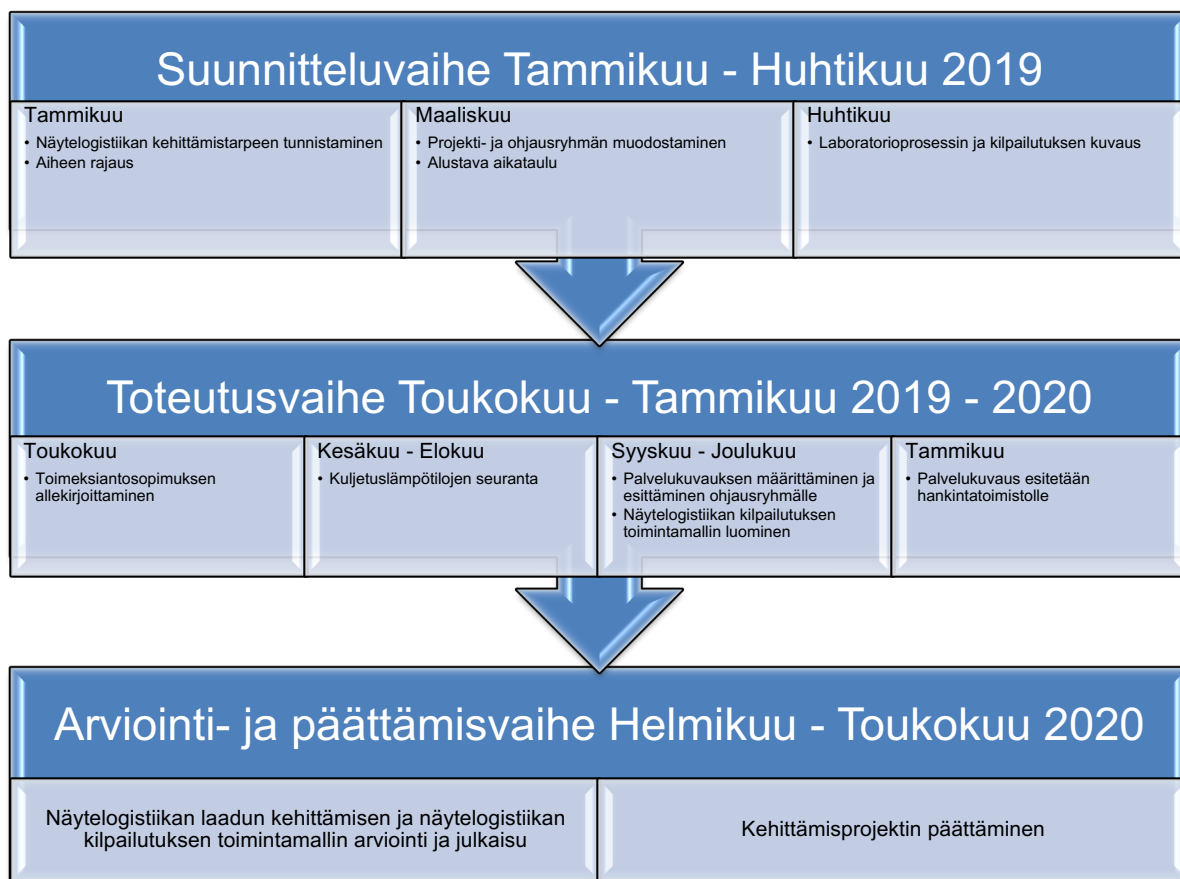 Suunnitteluvaihe Tammikuu - Huhtikuu 2019
Tammikuu
• Näytelogistiikan kehittämistarpeen tunnistaminen
• Aiheen rajaus
Maaliskuu
• Projekti- ja ohjausryhmän muodostaminen
• Alustava aikataulu
Huhtikuu
• Laboratorioprosessin ja kilpailutuksen kuvaus
Toteutusvaihe Toukokuu - Tammikuu 2019 - 2020
Toukokuu
• Toimeksiantosopimuksen
allekirjoittaminen
Kesäkuu - Elokuu
• Kuljetuslämpötilojen seuranta
Syyskuu - Joulukuu
• Palvelukuvauksen määrittäminen ja
esittäminen ohjausryhmälle
• Näytelogistiikan kilpailutuksen
toimintamallin luominen
Tammikuu
• Palvelukuvaus esitetään
hankintatoimistolle
Arviointi- ja päättämisvaihe Helmikuu - Toukokuu 2020
Näytelogistiikan laadun kehittämisen ja näytelogistiikan
kilpailutuksen toimintamallin arviointi ja julkaisu
Kehittämisprojektin päättäminen